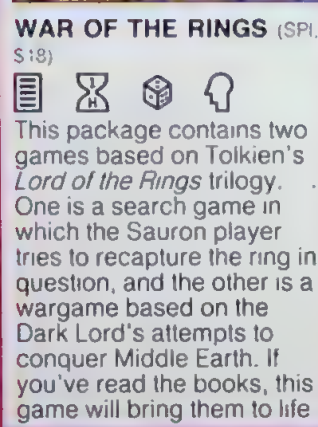 WAR OF THE RINGS (SPI,
$18)
1
H
This package contains two
games based on Tolkien's
Lord of the Rings trilogy.
One is a search game in
which the Sauron player
tries to recapture the ring in
question, and the other is a
wargame based on the
Dark Lord's attempts to
conquer Middle Earth. If
you've read the books, this
game will bring them to life